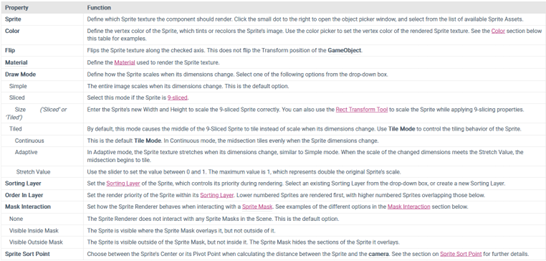 Property Function
Sprite Define which Sprite texture the component should render. Click the small dot to the right to open the object picker window, and select from the list of available Sprite Assets.
Color Define the vertex color of the Sprite, which tints or recolors the Sprite's image. Use the color picker to set the vertex color of the rendered Sprite texture. See the Color section below
this table for examples.
Flip Flips the Sprite texture along the checked axis. This does not flip the Transform position of the GameObject.
Material Define the Material used to render the Sprite texture.
Draw Mode Define how the Sprite scales when its dimensions change. Select one of the following options from the drop-down box.
Simple The entire image scales when its dimensions change. This is the default option.
Sliced Select this mode if the Sprite is 9-sliced.
Size ('Sliced' or Enter the Sprite's new Width and Height to scale the 9-sliced Sprite correctly. You can also use the Rect Transform Tool to scale the Sprite while applying 9-slicing properties.
'Tiled')
Tiled By default, this mode causes the middle of the 9-Sliced Sprite to tile instead of scale when its dimensions change. Use Tile Mode to control the tiling behavior of the Sprite.
Continuous This is the default Tile Mode. In Continuous mode, the midsection tiles evenly when the Sprite dimensions change.
Adaptive In Adaptive mode, the Sprite texture stretches when its dimensions change, similar to Simple mode. When the scale of the changed dimensions meets the Stretch Value, the
midsection begins to tile.
Stretch Value Use the slider to set the value between 0 and 1. The maximum value is 1, which represents double the original Sprite's scale.
Sorting Layer Set the Sorting Layer of the Sprite, which controls its priority during rendering. Select an existing Sorting Layer from the drop-down box, or create a new Sorting Layer.
Order In Layer Set the render priority of the Sprite within its Sorting Layer. Lower numbered Sprites are rendered first, with higher numbered Sprites overlapping those below.
Mask Interaction Set how the Sprite Renderer behaves when interacting with a Sprite Mask. See examples of the different options in the Mask Interaction section below.
None The Sprite Renderer does not interact with any Sprite Masks in the Scene. This is the default option.
Visible Inside Mask The Sprite is visible where the Sprite Mask overlays it, but not outside of it.
Visible Outside Mask The Sprite is visible outside of the Sprite Mask, but not inside it. The Sprite Mask hides the sections of the Sprite it overlays.
Sprite Sort Point Choose between the Sprite's Center or its Pivot Point when calculating the distance between the Sprite and the camera. See the section on Sprite Sort Point for further details.